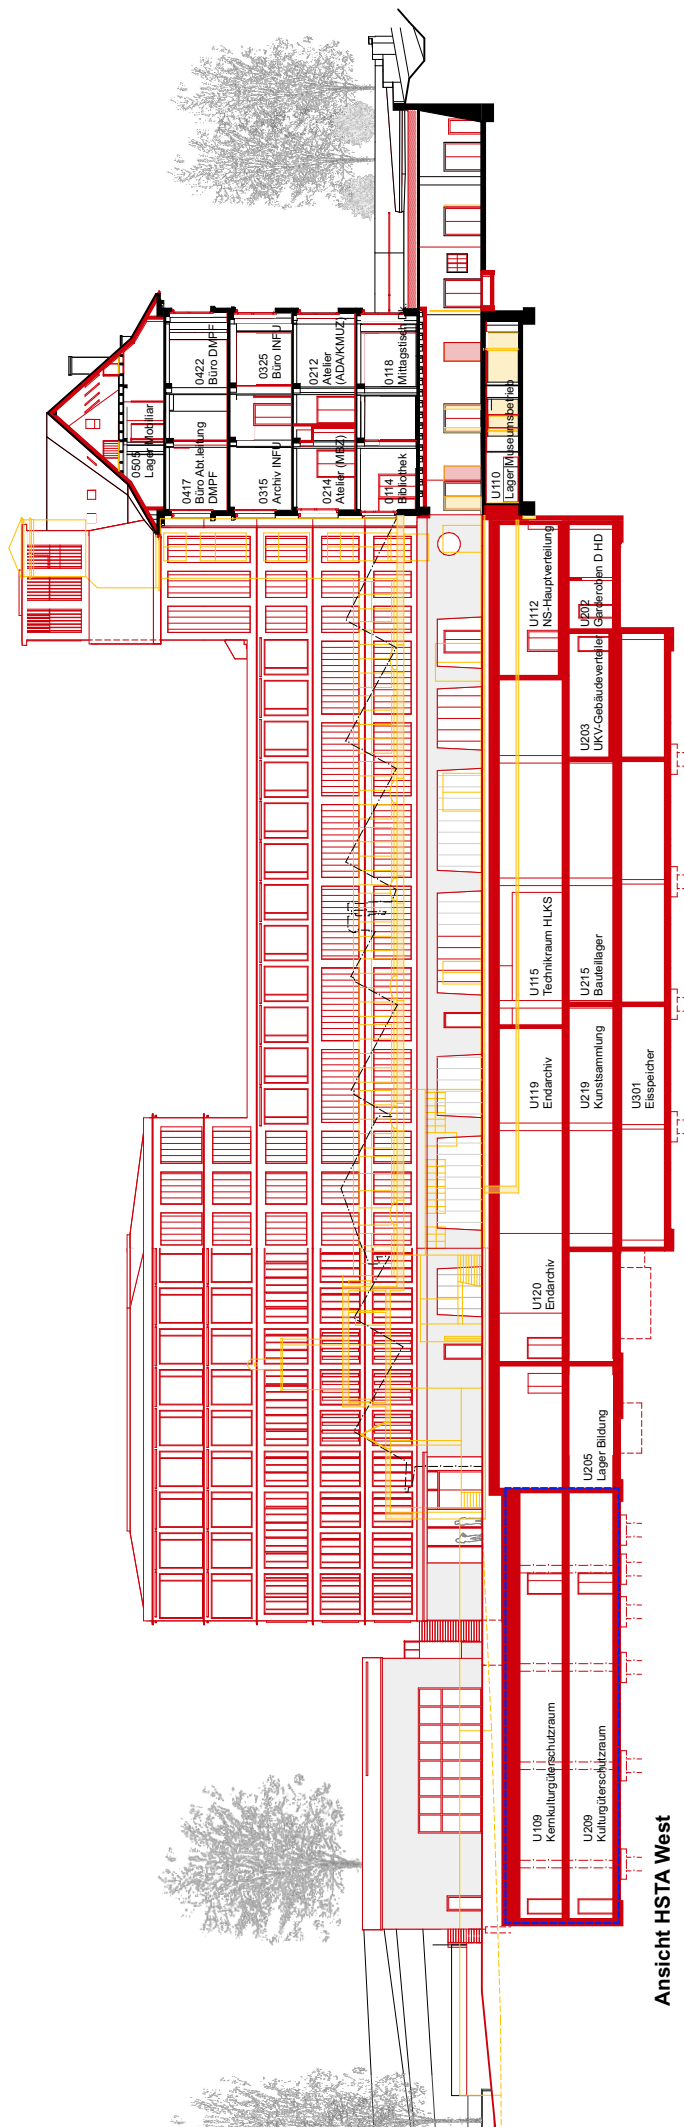 0505
Lager Mobiliar
0417
Büro Abt.leitung
DMPF
0422
Büro DMPF
0315
Archiv INFU
0325
Büro INFU
0214
Atelier (MBZ)
0212
Atelier
(ADA/KMUZ)
0114
Bibliothek
0118
Mittagstisch Dk.
U110
Lager Museumsbetrieb
U109
Kernkulturgüterschutzraum
U120
Endarchiv
U119
Endarchiv
U115
Technikraum HLKS
U112
NS-Hauptverteilung
U209
Kulturgüterschutzraum
U205
Lager Bildung
U219
Kunstsammlung
U215
Bauteillager
U203
UKV-Gebäudeverteiler
U202
Garderoben D HD
U301
Eisspeicher
Ansicht HSTA West